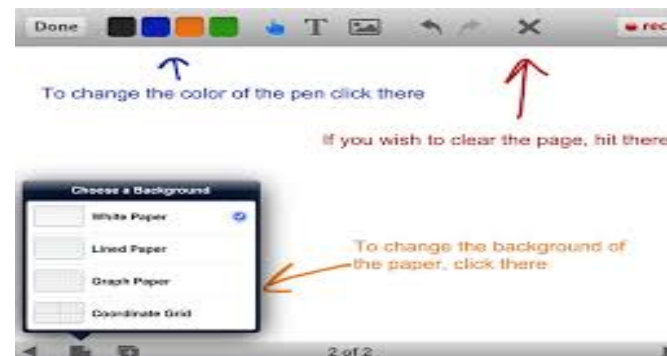 Done T rec
To change the color of the pen click there
If you wish to clear the page, hit there
Choose a Background
White Paper
Lined Paper
Graph Paper
Coordinate Grid
To change the background of
the paper, click there
2 of 2